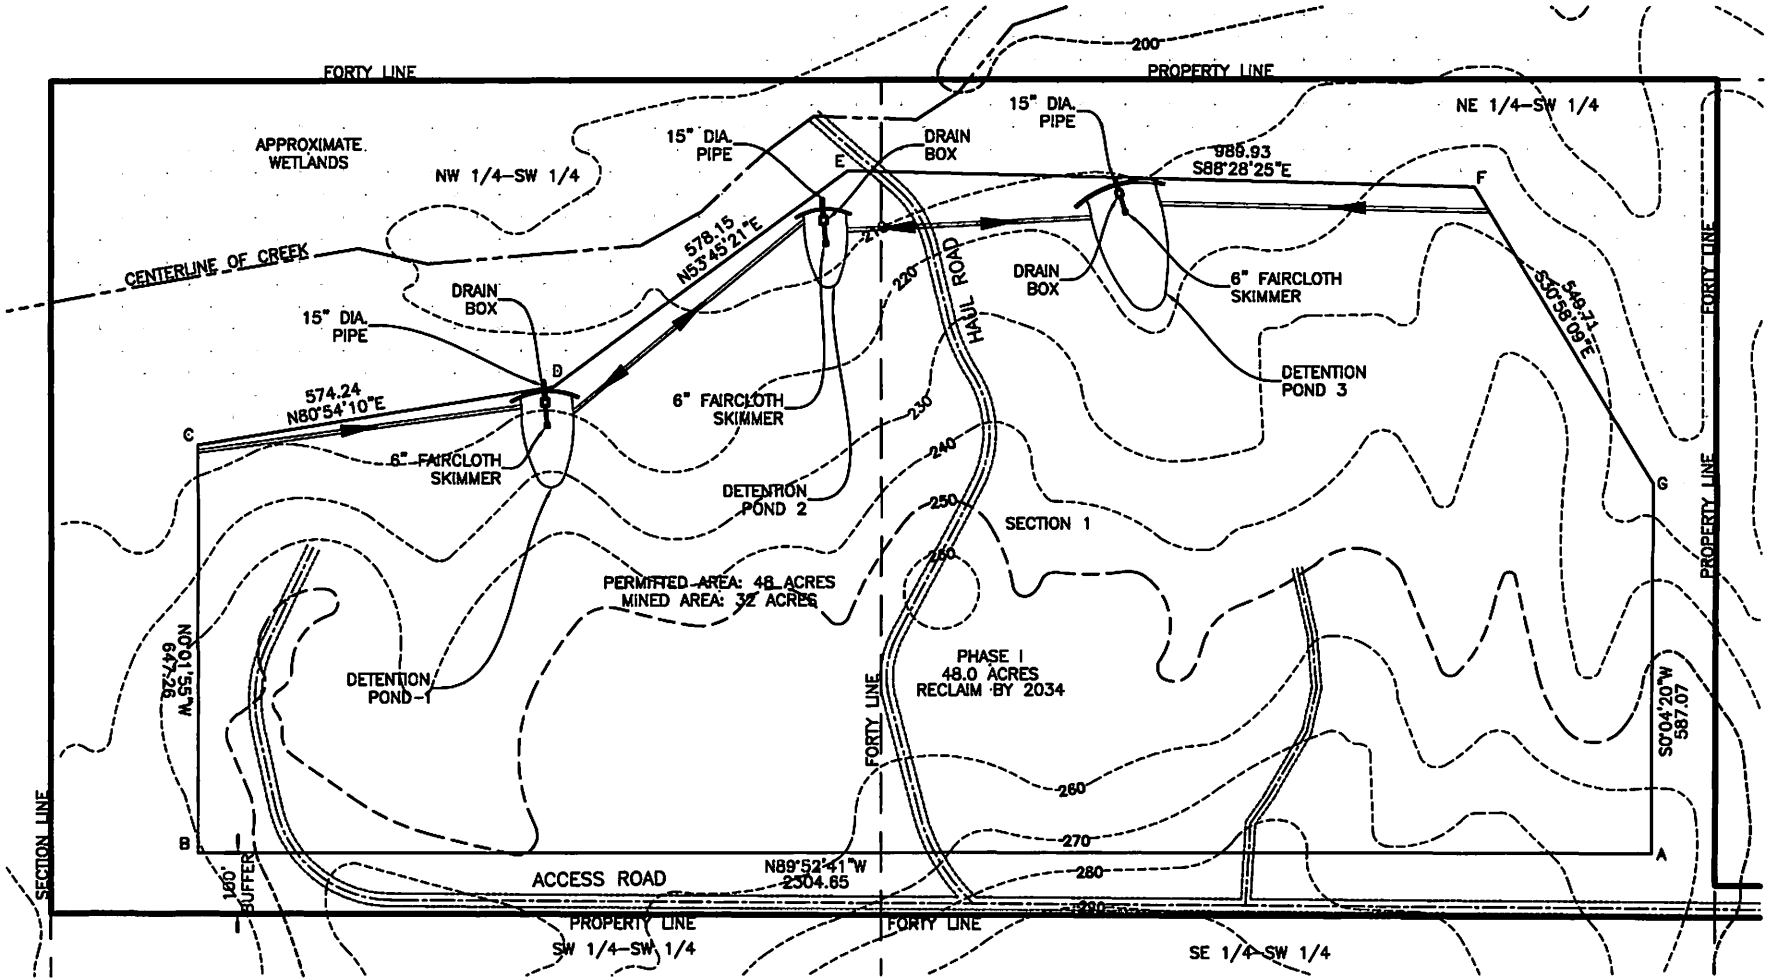 200
FORTY LINE
PROPERTY LINE
NE 1/4-SW 1/4
15" DIA.
PIPE
15" DIA.
PIPE
DRAIN
BOX
APPROXIMATE
WETLANDS
NW 1/4-SW 1/4
E
989.93
S88°28'25"E
F
578.15
N53°45'21"E
210
CENTERLINE OF CREEK
220
HAUL ROAD
DRAIN
BOX
6" FAIRCLOTH
SKIMMER
FORTY LINE
549.71
S30°58'09"E
DRAIN
BOX
15" DIA.
PIPE
D
574.24
N80°54'10"E
DETENTION
POND 3
6" FAIRCLOTH
SKIMMER
230
C
240
6" FAIRCLOTH
SKIMMER
DETENTION
POND 2
250
SECTION 1
G
PROPERTY LINE
260
PERMITTED AREA: 48 ACRES
MINED AREA: 32 ACRES
N0°01'55"W
647.26
DETENTION
POND 1
PHASE I
48.0 ACRES
RECLAIM BY 2034
FORTY LINE
S0°04'20"W
587.07
260
SECTION LINE
B
270
A
100'
BUFFER
ACCESS ROAD
N89°52'41"W
2304.65
280
290
PROPERTY LINE
FORTY LINE
SW 1/4-SW 1/4
SE 1/4-SW 1/4